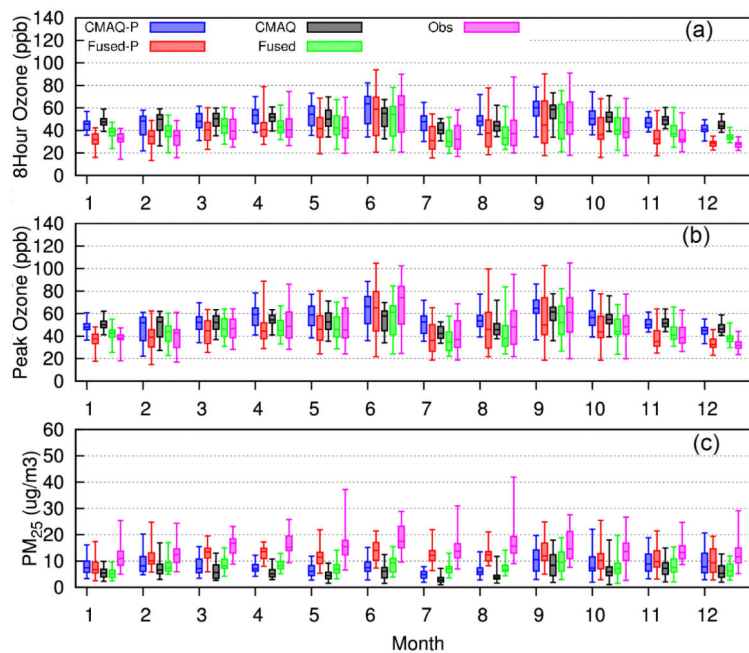 CMAQ-P CMAQ Obs (a)
Fused-P Fused
8Hour Ozone (ppb)
140
120
100
80
60
40
20
0
1 2 3 4 5 6 7 8 9 10 11 12
(b)
Peak Ozone (ppb)
140
120
100
80
60
40
20
0
1 2 3 4 5 6 7 8 9 10 11 12
(c)
PM25 (ug/m3)
60
50
40
30
20
10
0
1 2 3 4 5 6 7 8 9 10 11 12
Month